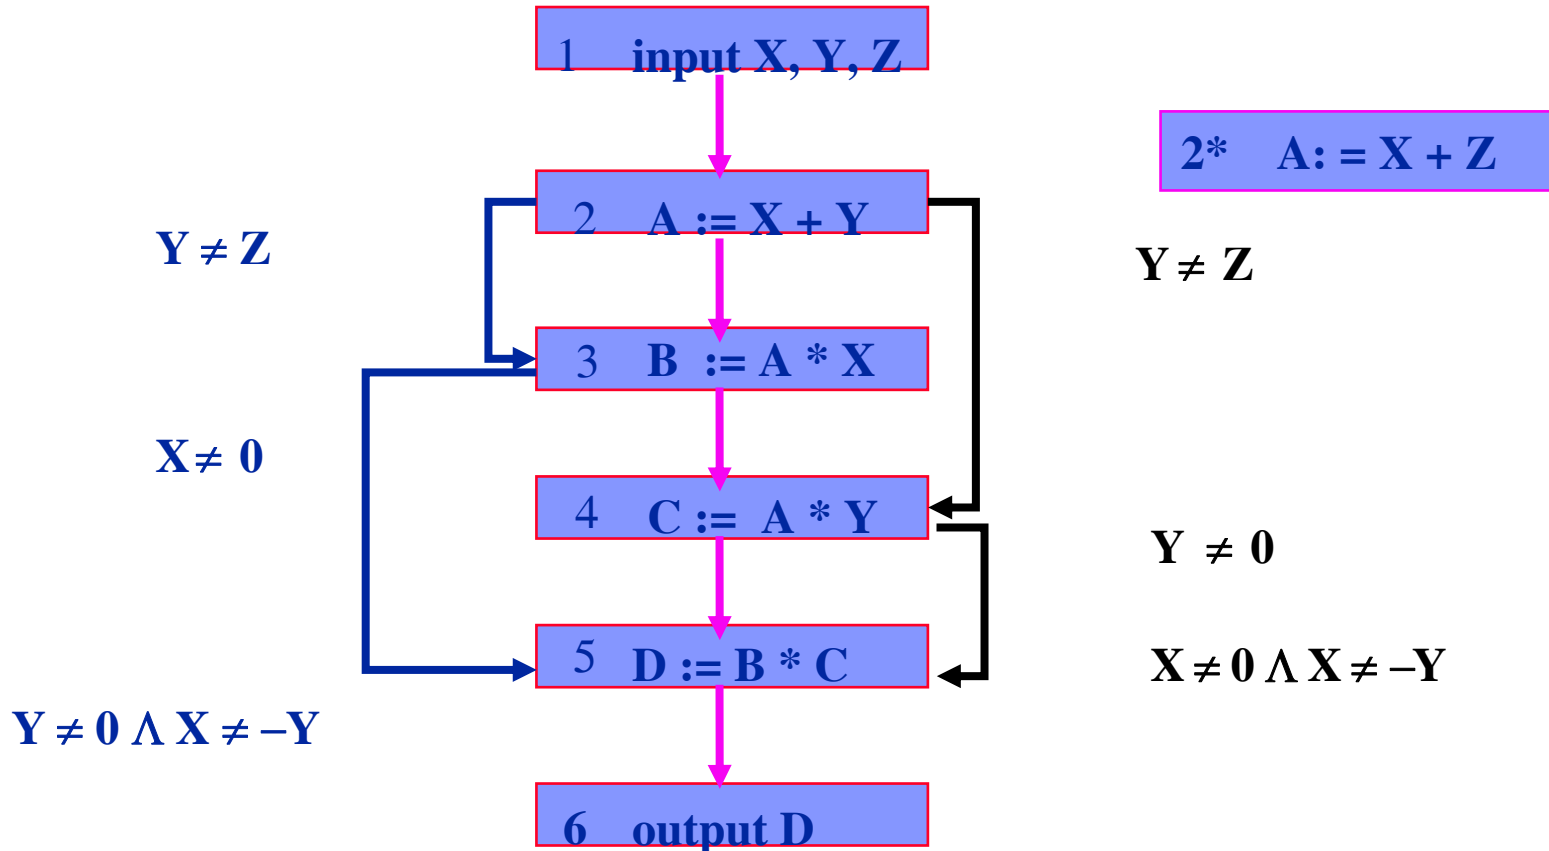 1 input X, Y, Z
2* A: = X + Z
2 A := X + Y
Y ≠ Z
Y ≠ Z
3 B := A * X
X ≠ 0
4 C := A * Y
Y ≠ 0
5 D := B * C
X ≠ 0 Λ X ≠ –Y
Y ≠ 0 Λ X ≠ –Y
6 output D